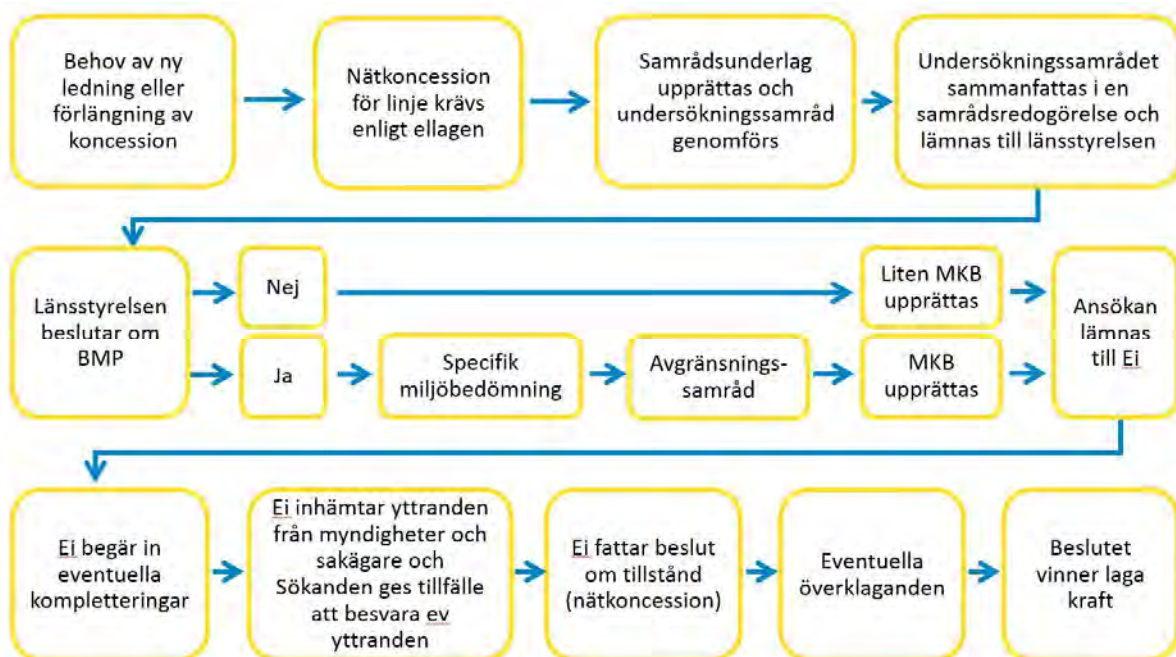 Behov av ny
ledning eller
förlängning av
koncession
Nätkoncession
för linje krävs
enligt ellagen
Samrådsunderlag
upprättas och
undersökningssamråd
genomförs
Undersökningssamrådet
sammanfattas i en
samrådsredogörelse och
lämnas till länsstyrelsen
Länsstyrelsen
beslutar om
BMP
Nej
Liten MKB
upprättas
Ja
Specifik
miljöbedömning
Avgränsnings-
samråd
MKB
upprättas
Ansökan
lämnas
till Ei
Ei begär in
eventuella
kompletteringar
Ei inhämtar yttranden
från myndigheter och
sakägare och
Sökanden ges tillfälle
att besvara ev
yttranden
Ei fattar beslut
om tillstånd
(nätkoncession)
Eventuella
överklaganden
Beslutet
vinner laga
kraft